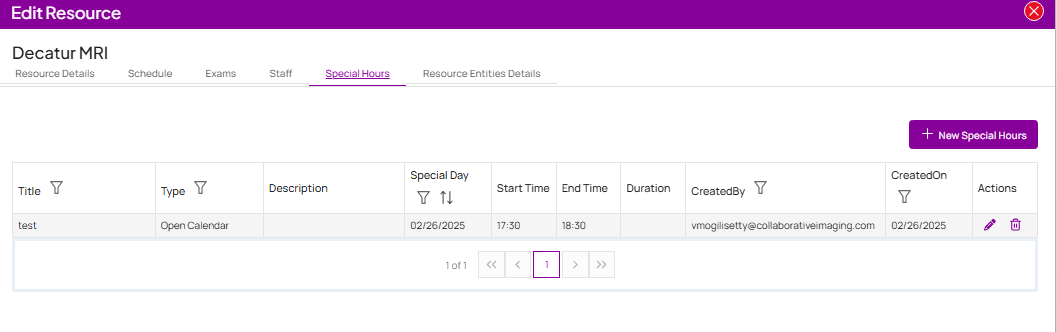 Edit Resource
Decatur MRI
Resource Details Schedule Exams Staff Special Hours Resource Entities Details
New Special Hours
Title Type Description Special Day Start Time End Time Duration CreatedBy CreatedOn Actions
test Open Calendar 02/26/2025 17:30 18:30 vmogilisetty@collaborativeimaging.com 02/26/2025
1 of 1 1